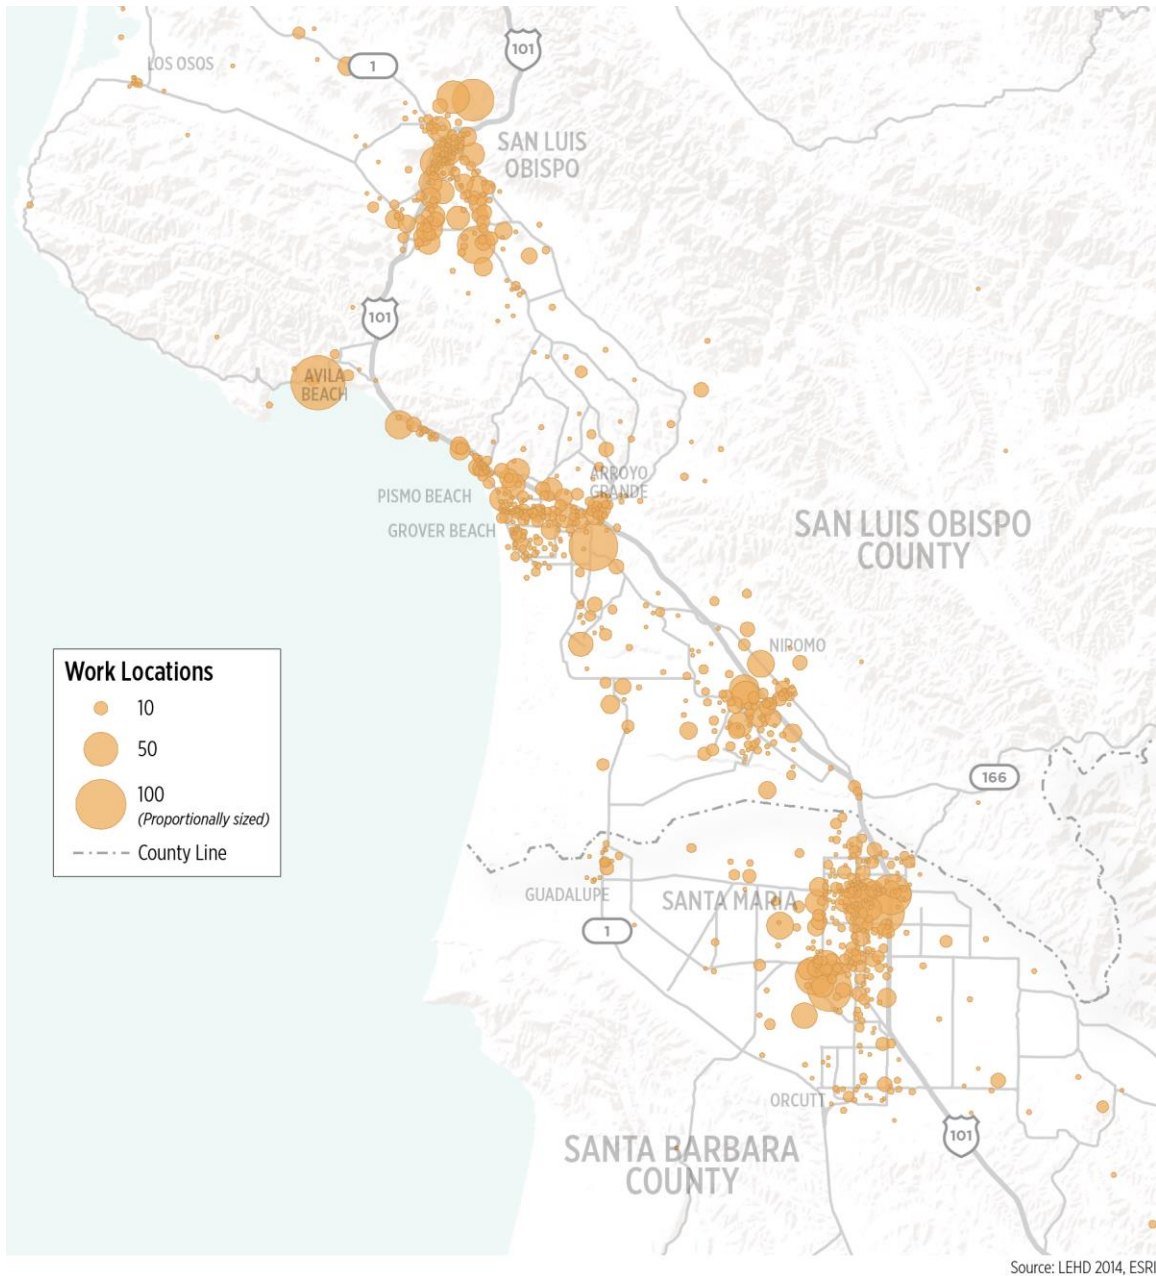 101
1
LOS OSOS
SAN LUIS
OBISPO
101
AVILA
BEACH
ARROYO
GRANDE
PISMO BEACH
GROVER BEACH
SAN LUIS OBISPO
COUNTY
NIROMO
Work Locations
10
50
100
(Proportionally sized)
County Line
166
GUADALUPE
SANTA MARIA
1
ORCUTT
101
SANTA BARBARA
COUNTY
Source: LEHD 2014, ESRI